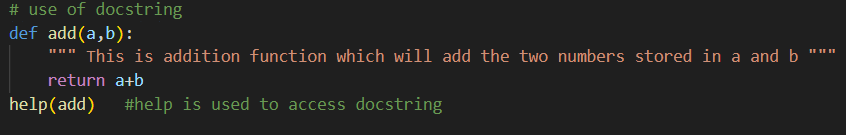 # use of docstring
def add(a,b):
    """ This is addition function which will add the two numbers stored in a and b """
    return a+b
help(add)   #help is used to access docstring